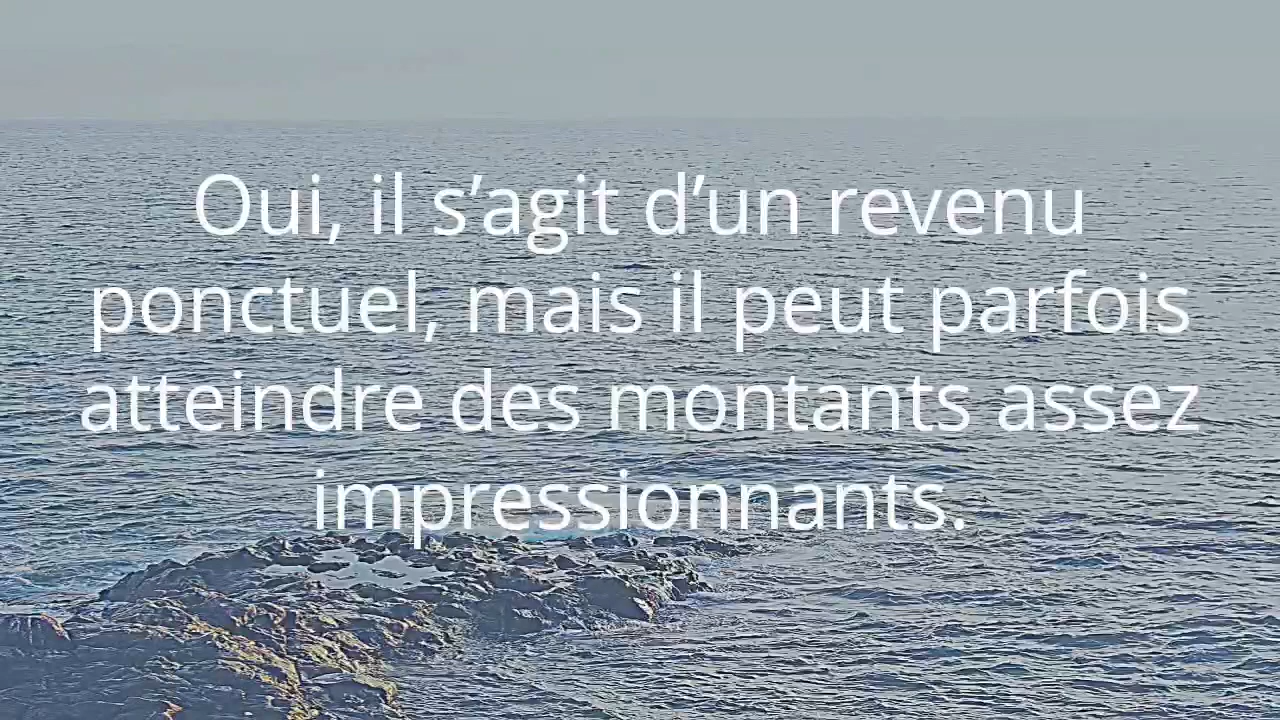 Oui, il s’agit d’un revenu
ponctuel, mais il peut parfois
atteindre des montants assez
impressionnants.